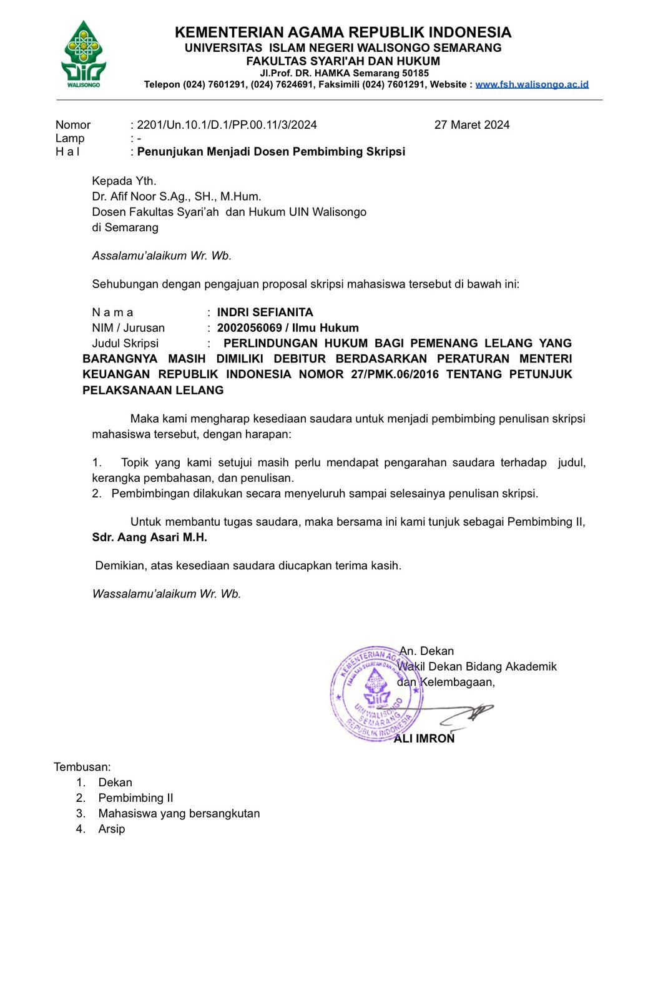 KEMENTERIAN AGAMA REPUBLIK INDONESIA
UNIVERSITAS  ISLAM NEGERI WALISONGO SEMARANG
FAKULTAS SYARI'AH DAN HUKUM
Jl.Prof. DR. HAMKA Semarang 50185
Telepon (024) 7601291, (024) 7624691, Faksimili (024) 7601291, Website : www.fsh.walisongo.ac.id
WALISONGO
Nomor : 2201/Un.10.1/D.1/PP.00.11/3/2024 27 Maret 2024
Lamp : -
H a l : Penunjukan Menjadi Dosen Pembimbing Skripsi
Kepada Yth.
Dr. Afif Noor S.Ag., SH., M.Hum.
Dosen Fakultas Syari’ah  dan Hukum UIN Walisongo
di Semarang
Assalamu’alaikum Wr. Wb.
Sehubungan dengan pengajuan proposal skripsi mahasiswa tersebut di bawah ini:
N a m a : INDRI SEFIANITA
NIM / Jurusan : 2002056069 / Ilmu Hukum
Judul Skripsi : PERLINDUNGAN HUKUM BAGI PEMENANG LELANG YANG
BARANGNYA MASIH DIMILIKI DEBITUR BERDASARKAN PERATURAN MENTERI
KEUANGAN REPUBLIK INDONESIA NOMOR 27/PMK.06/2016 TENTANG PETUNJUK
PELAKSANAAN LELANG
Maka kami mengharap kesediaan saudara untuk menjadi pembimbing penulisan skripsi
mahasiswa tersebut, dengan harapan:
1. Topik yang kami setujui masih perlu mendapat pengarahan saudara terhadap  judul,
kerangka pembahasan, dan penulisan.
2. Pembimbingan dilakukan secara menyeluruh sampai selesainya penulisan skripsi.
Untuk membantu tugas saudara, maka bersama ini kami tunjuk sebagai Pembimbing II,
Sdr. Aang Asari M.H.
Demikian, atas kesediaan saudara diucapkan terima kasih.
Wassalamu’alaikum Wr. Wb.
An. Dekan
Wakil Dekan Bidang Akademik
dan Kelembagaan,
KEMENTERIAN AGAMA
FAKULTAS SYARI'AH DAN HUKUM
UIN WALISONGO
SEMARANG
REPUBLIK INDONESIA
ALI IMRON
Tembusan:
1. Dekan
2. Pembimbing II
3. Mahasiswa yang bersangkutan
4. Arsip